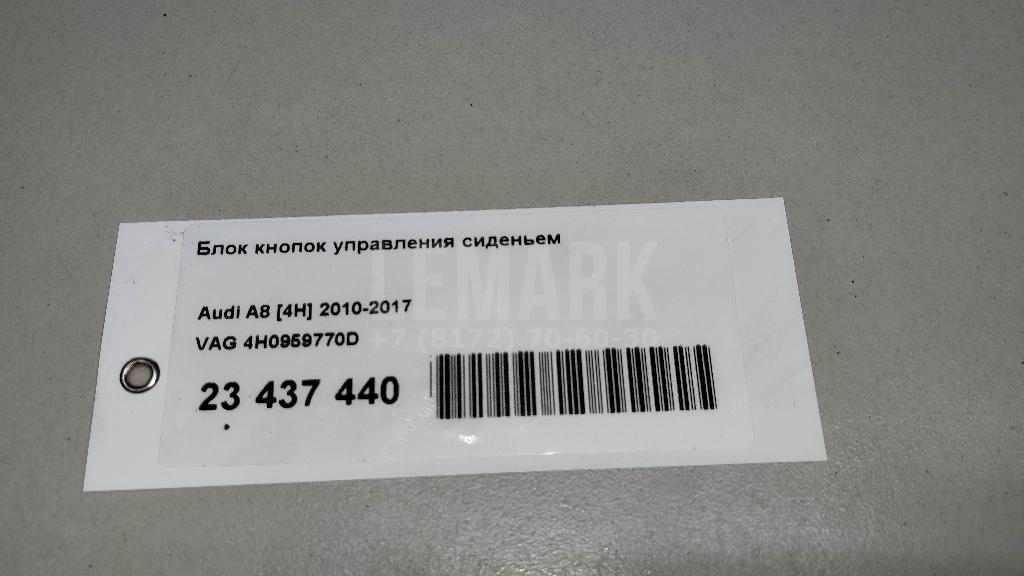 Блок кнопок управления сиденьем
LEMARK
Audi A8 [4H] 2010-2017
+7 (8172) 70-60-30
VAG 4H0959770D
23 437 440